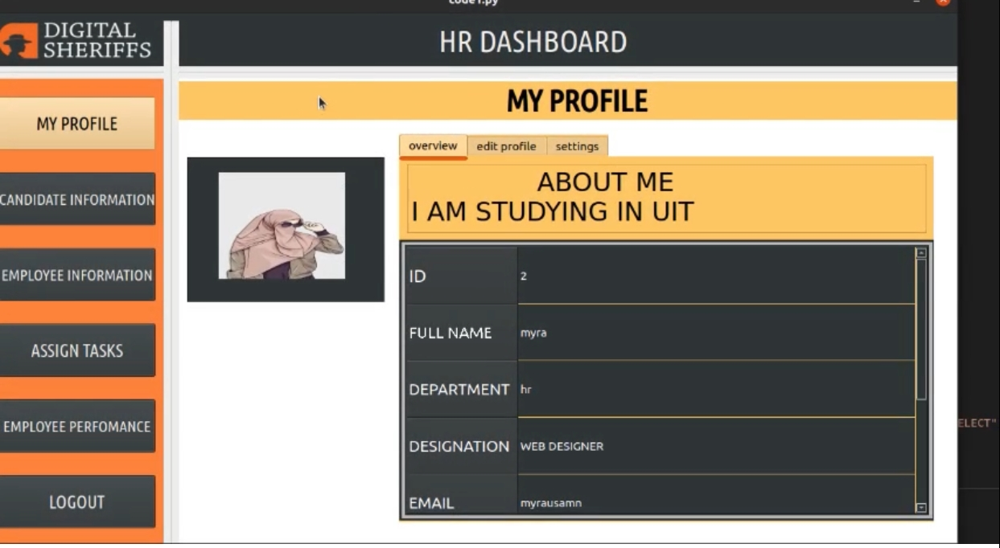 code1.py
DIGITAL
SHERIFFS
HR DASHBOARD
MY PROFILE
MY PROFILE
CANDIDATE INFORMATION
EMPLOYEE INFORMATION
ASSIGN TASKS
EMPLOYEE PERFOMANCE
LOGOUT
overview edit profile settings
ABOUT ME
I AM STUDYING IN UIT
ID 2
FULL NAME myra
DEPARTMENT hr
DESIGNATION WEB DESIGNER
EMAIL myrausamn
ELECT"